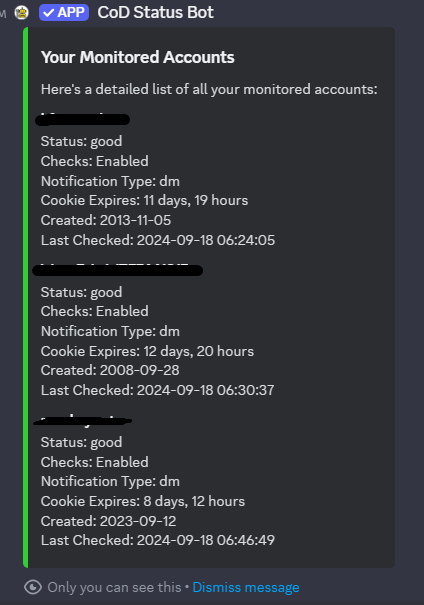 APP CoD Status Bot
Your Monitored Accounts
Here's a detailed list of all your monitored accounts:
Status: good
Checks: Enabled
Notification Type: dm
Cookie Expires: 11 days, 19 hours
Created: 2013-11-05
Last Checked: 2024-09-18 06:24:05
Status: good
Checks: Enabled
Notification Type: dm
Cookie Expires: 12 days, 20 hours
Created: 2008-09-28
Last Checked: 2024-09-18 06:30:37
Status: good
Checks: Enabled
Notification Type: dm
Cookie Expires: 8 days, 12 hours
Created: 2023-09-12
Last Checked: 2024-09-18 06:46:49
Only you can see this • Dismiss message